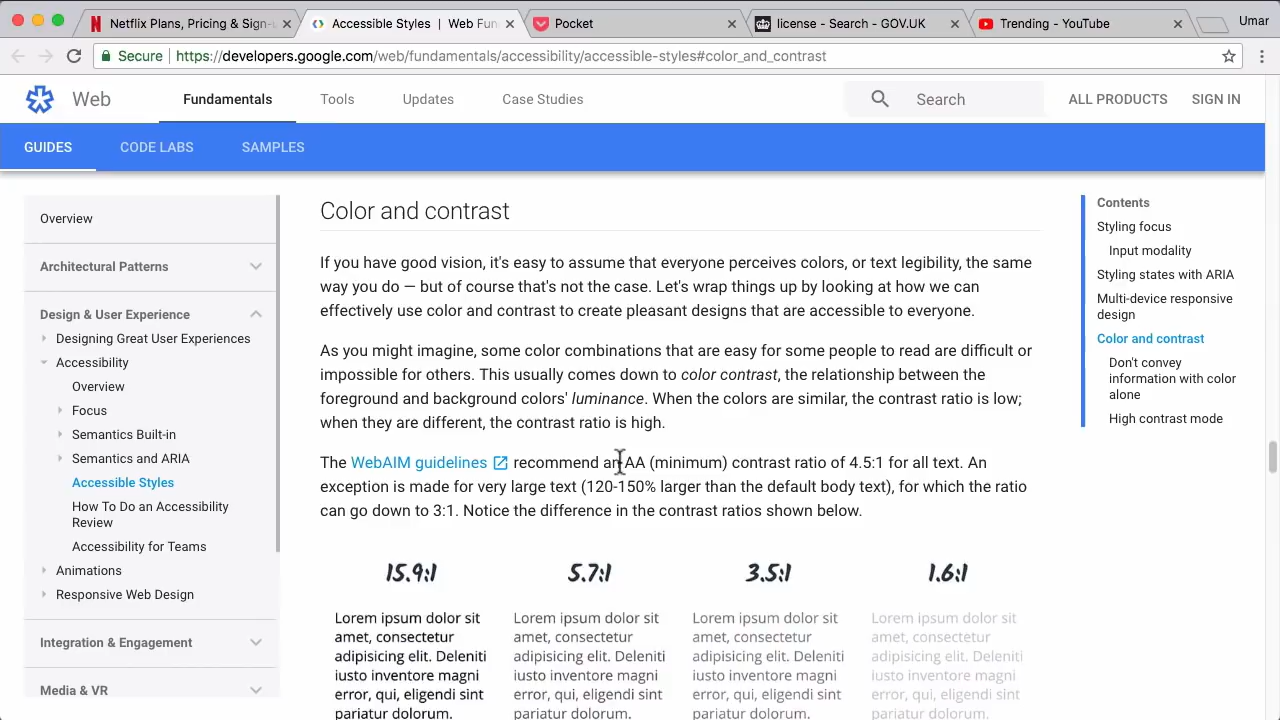 Netflix Plans, Pricing & Sign-
Accessible Styles | Web Fun
Pocket
license - Search - GOV.UK
Trending - YouTube
Umar
Secure
https://developers.google.com/web/fundamentals/accessibility/accessible-styles#color_and_contrast
Web
Fundamentals
Tools
Updates
Case Studies
Search
ALL PRODUCTS
SIGN IN
GUIDES
CODE LABS
SAMPLES
Overview
Architectural Patterns
Design & User Experience
Designing Great User Experiences
Accessibility
Overview
Focus
Semantics Built-in
Semantics and ARIA
Accessible Styles
How To Do an Accessibility
Review
Accessibility for Teams
Animations
Responsive Web Design
Integration & Engagement
Media & VR
Color and contrast
If you have good vision, it's easy to assume that everyone perceives colors, or text legibility, the same
way you do — but of course that's not the case. Let's wrap things up by looking at how we can
effectively use color and contrast to create pleasant designs that are accessible to everyone.
As you might imagine, some color combinations that are easy for some people to read are difficult or
impossible for others. This usually comes down to color contrast, the relationship between the
foreground and background colors' luminance. When the colors are similar, the contrast ratio is low;
when they are different, the contrast ratio is high.
The WebAIM guidelines recommend an AA (minimum) contrast ratio of 4.5:1 for all text. An
exception is made for very large text (120-150% larger than the default body text), for which the ratio
can go down to 3:1. Notice the difference in the contrast ratios shown below.
15.9:1
Lorem ipsum dolor sit
amet, consectetur
adipisicing elit. Deleniti
iusto inventore magni
error, qui, eligendi sint
pariatur dolorum.
5.7:1
Lorem ipsum dolor sit
amet, consectetur
adipisicing elit. Deleniti
iusto inventore magni
error, qui, eligendi sint
pariatur dolorum.
3.5:1
Lorem ipsum dolor sit
amet, consectetur
adipisicing elit. Deleniti
iusto inventore magni
error, qui, eligendi sint
pariatur dolorum.
1.6:1
Lorem ipsum dolor sit
amet, consectetur
adipisicing elit. Deleniti
iusto inventore magni
error, qui, eligendi sint
pariatur dolorum.
Contents
Styling focus
Input modality
Styling states with ARIA
Multi-device responsive
design
Color and contrast
Don't convey
information with color
alone
High contrast mode